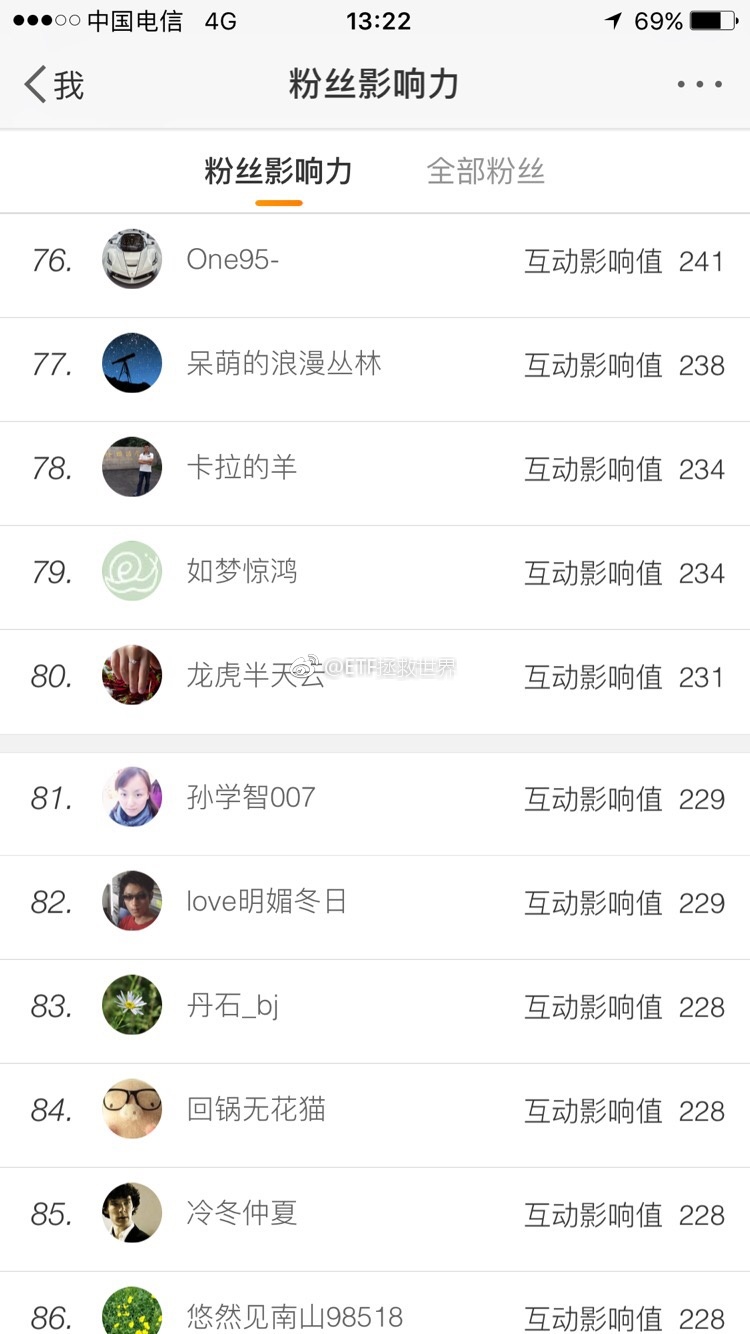 中国电信 4G 13:22 69%
我 粉丝影响力
粉丝影响力 全部粉丝
76. One95- 互动影响值 241
77. 呆萌的浪漫丛林 互动影响值 238
78. 卡拉的羊 互动影响值 234
79. 如梦惊鸿 互动影响值 234
80. 龙虎半天云 互动影响值 231
@ETF拯救世界
81. 孙学智007 互动影响值 229
82. love明媚冬日 互动影响值 229
83. 丹石_bj 互动影响值 228
84. 回锅无花猫 互动影响值 228
85. 冷冬仲夏 互动影响值 228
86. 悠然见南山98518 互动影响值 228